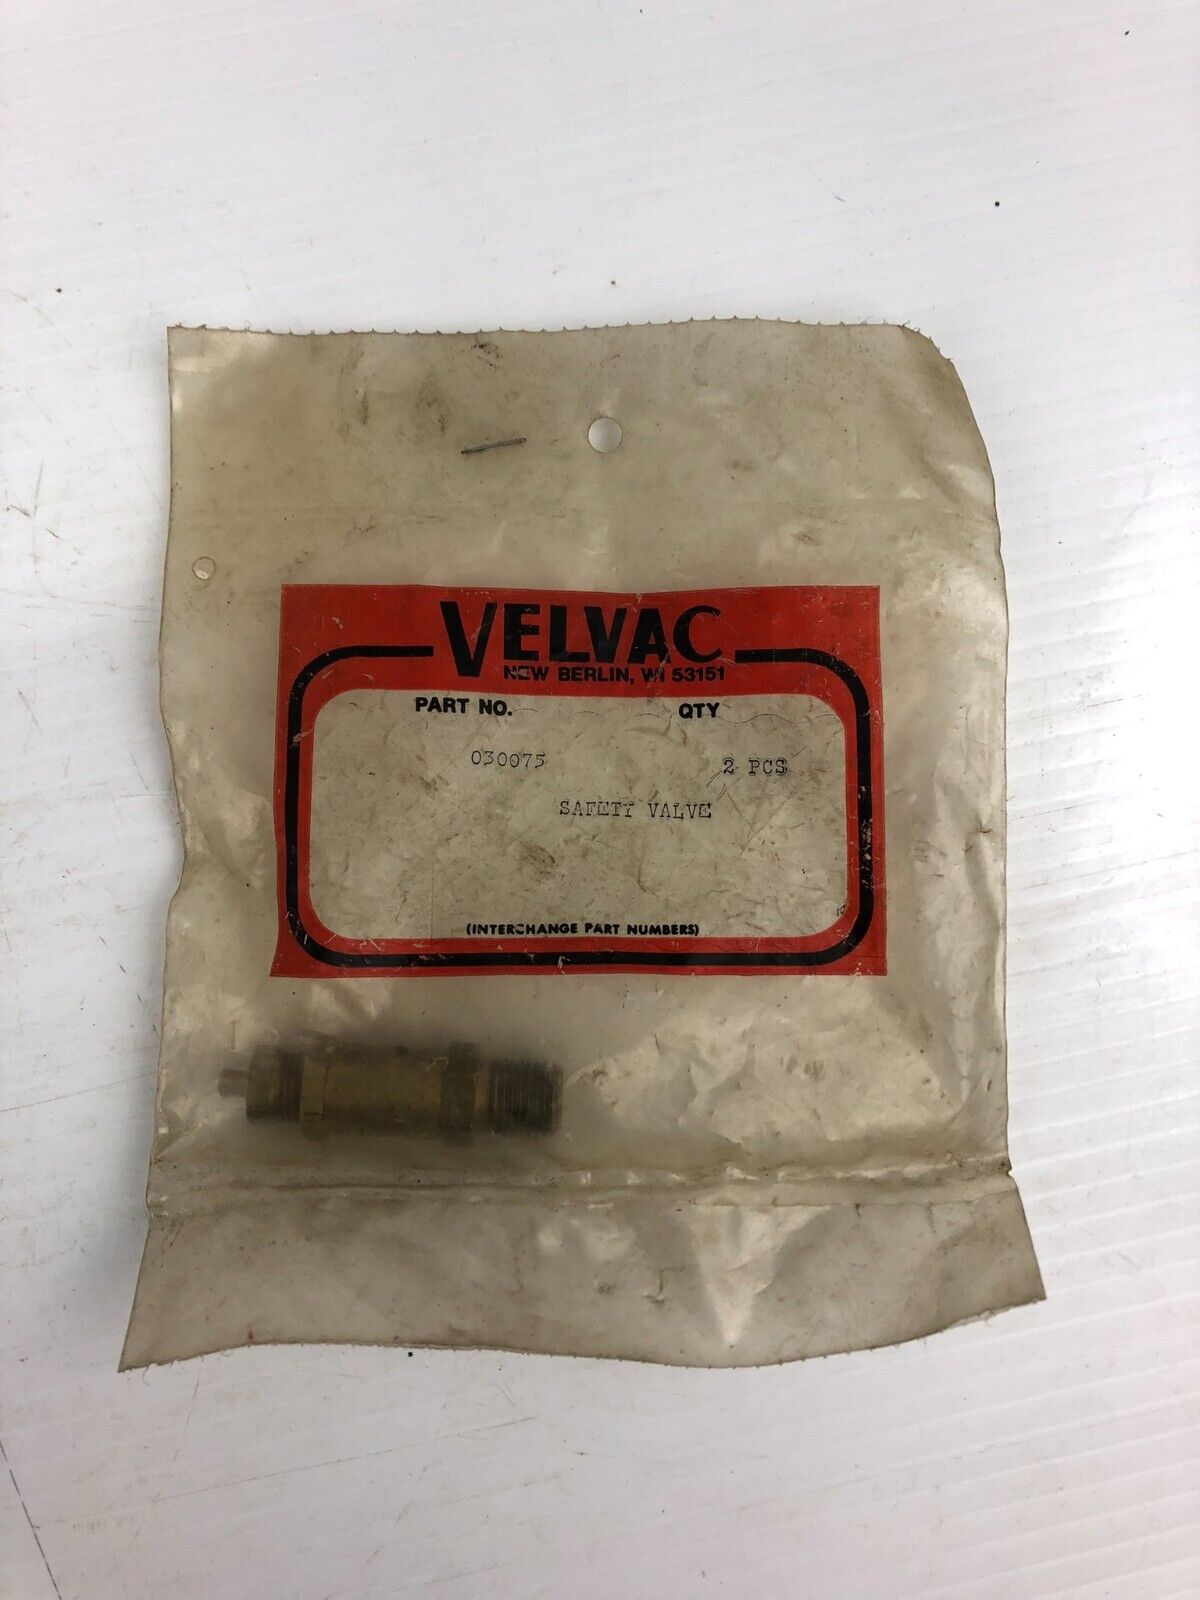 VELVAC
NEW BERLIN, WI 53151
PART NO. QTY
030075 2 PCS
SAFETY VALVE
(INTERCHANGE PART NUMBERS)